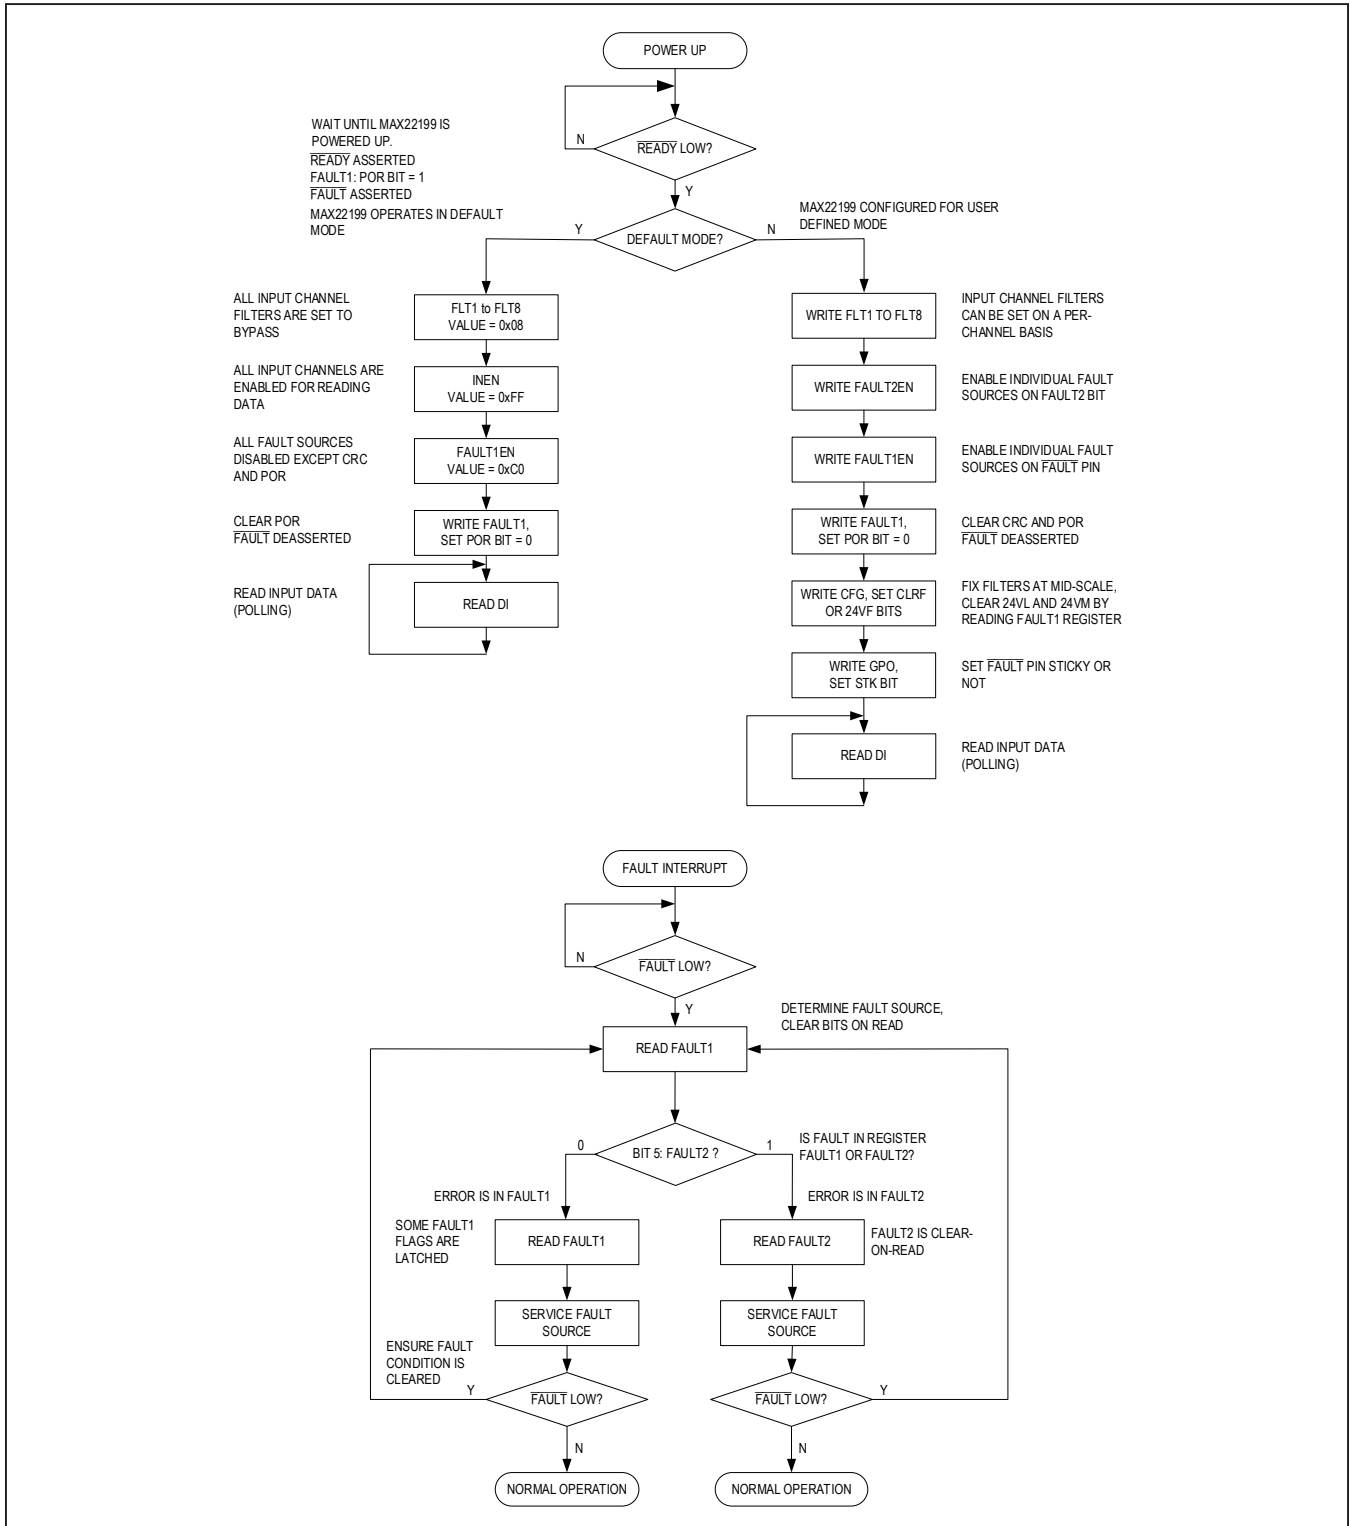 POWER UP
WAIT UNTIL MAX22199 IS
POWERED UP.
READY ASSERTED
FAULT1: POR BIT = 1
FAULT ASSERTED
MAX22199 OPERATES IN DEFAULT
MODE
N
READY LOW?
Y
MAX22199 CONFIGURED FOR USER
DEFINED MODE
Y
DEFAULT MODE?
N
ALL INPUT CHANNEL
FILTERS ARE SET TO
BYPASS
FLT1 to FLT8
VALUE = 0x08
ALL INPUT CHANNELS ARE
ENABLED FOR READING
DATA
INEN
VALUE = 0xFF
ALL FAULT SOURCES
DISABLED EXCEPT CRC
AND POR
FAULT1EN
VALUE = 0xC0
CLEAR POR
FAULT DEASSERTED
WRITE FAULT1,
SET POR BIT = 0
READ INPUT DATA
(POLLING)
READ DI
WRITE FLT1 TO FLT8
INPUT CHANNEL FILTERS
CAN BE SET ON A PER-
CHANNEL BASIS
WRITE FAULT2EN
ENABLE INDIVIDUAL FAULT
SOURCES ON FAULT2 BIT
WRITE FAULT1EN
ENABLE INDIVIDUAL FAULT
SOURCES ON FAULT PIN
WRITE FAULT1,
SET POR BIT = 0
CLEAR CRC AND POR
FAULT DEASSERTED
WRITE CFG, SET CLRF
OR 24VF BITS
FIX FILTERS AT MID-SCALE,
CLEAR 24VL AND 24VM BY
READING FAULT1 REGISTER
WRITE GPO,
SET STK BIT
SET FAULT PIN STICKY OR
NOT
READ DI
READ INPUT DATA
(POLLING)
FAULT INTERRUPT
N
FAULT LOW?
Y
DETERMINE FAULT SOURCE,
CLEAR BITS ON READ
READ FAULT1
0
BIT 5: FAULT2 ?
1
IS FAULT IN REGISTER
FAULT1 OR FAULT2?
ERROR IS IN FAULT1
ERROR IS IN FAULT2
SOME FAULT1
FLAGS ARE
LATCHED
READ FAULT1
READ FAULT2
FAULT2 IS CLEAR-
ON-READ
SERVICE FAULT
SOURCE
SERVICE FAULT
SOURCE
ENSURE FAULT
CONDITION IS
CLEARED
Y
FAULT LOW?
FAULT LOW?
Y
N
N
NORMAL OPERATION
NORMAL OPERATION